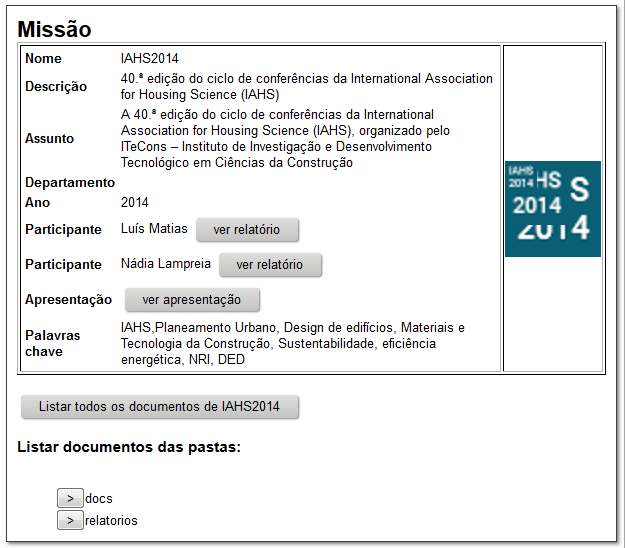 Missão
Nome IAHS2014
Descrição 40.ª edição do ciclo de conferências da International Association
for Housing Science (IAHS)
Assunto A 40.ª edição do ciclo de conferências da International
Association for Housing Science (IAHS), organizado pelo
ITeCons – Instituto de Investigação e Desenvolvimento
Tecnológico em Ciências da Construção
Departamento
Ano 2014
Participante Luís Matias ver relatório
Participante Nádia Lampreia ver relatório
Apresentação ver apresentação
Palavras chave IAHS,Planeamento Urbano, Design de edifícios, Materiais e
Tecnologia da Construção, Sustentabilidade, eficiência
energética, NRI, DED
IAHS
2014 HS S
2014
2014
Listar todos os documentos de IAHS2014
Listar documentos das pastas:
> docs
> relatorios